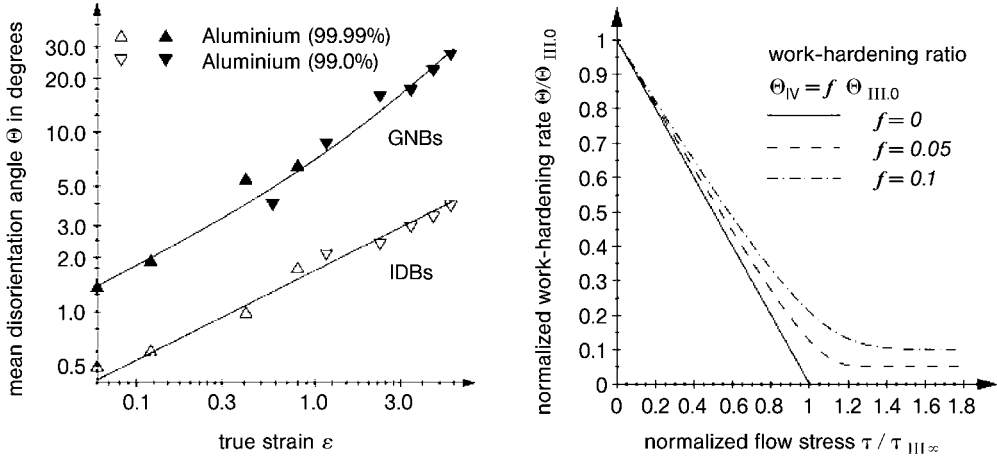 mean disorientation angle Θ in degrees
30.0
20.0
10.0
5.0
3.0
2.0
1.0
0.5
Aluminium (99.99%)
Aluminium (99.0%)
GNBs
IDBs
0.1 0.3 1.0 3.0
true strain ε
normalized work-hardening rate Θ/Θ III.0
1
0.9
0.8
0.7
0.6
0.5
0.4
0.3
0.2
0.1
0
work-hardening ratio
Θ IV = f Θ III.0
f = 0
f = 0.05
f = 0.1
0 0.2 0.4 0.6 0.8 1 1.2 1.4 1.6 1.8
normalized flow stress τ / τ III∞